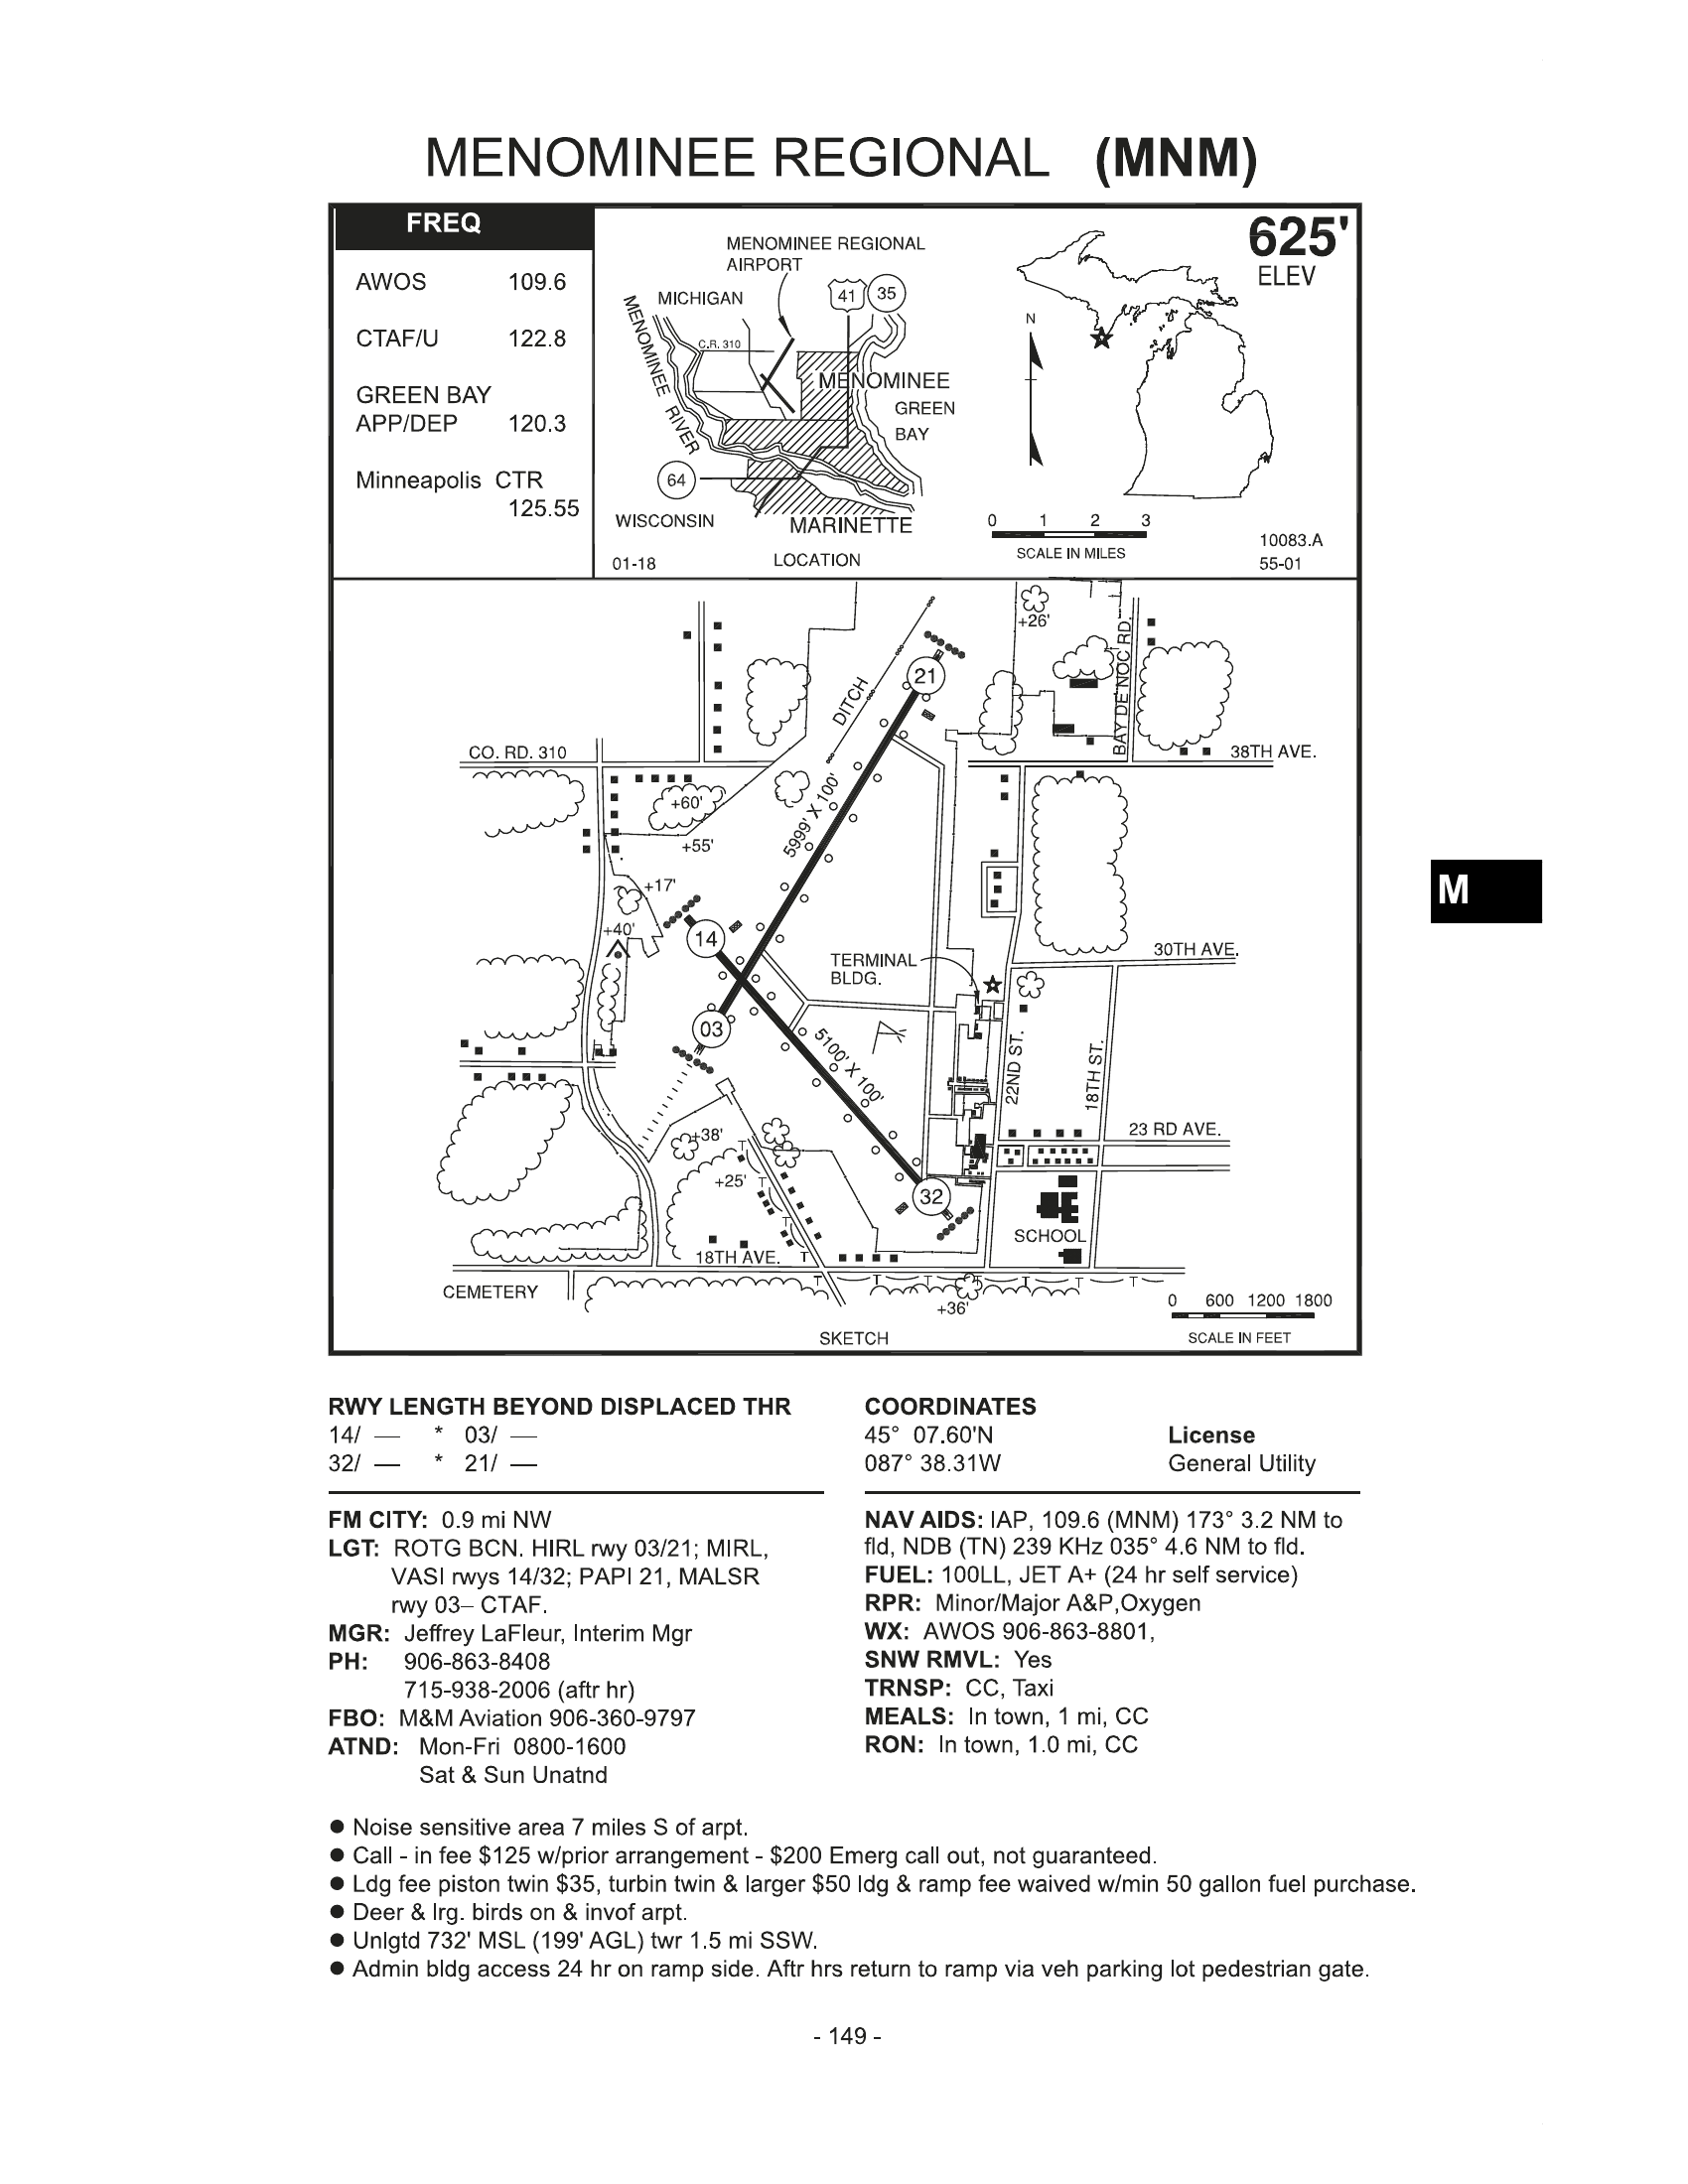 MENOMINEE REGIONAL (MNM)
FREQ
AWOS 109.6
CTAF/U 122.8
GREEN BAY
APP/DEP 120.3
Minneapolis CTR
125.55
MENOMINEE REGIONAL
AIRPORT
MICHIGAN
41
35
C.R. 310
MENOMINEE RIVER
MENOMINEE
GREEN
BAY
64
WISCONSIN
MARINETTE
01-18
LOCATION
625'
ELEV
N
0 1 2 3
SCALE IN MILES
10083.A
55-01
+26'
BAY DE NOC RD.
21
DITCH
CO. RD. 310
38TH AVE.
+60'
5999' X 100'
+55'
+17'
+40'
14
30TH AVE.
TERMINAL
BLDG.
03
5100' X 100'
22ND ST.
18TH ST.
+38'
23 RD AVE.
T
+25'
T
32
T
SCHOOL
18TH AVE.
T
CEMETERY
T T T T T T T
+36'
0 600 1200 1800
SKETCH
SCALE IN FEET
M
RWY LENGTH BEYOND DISPLACED THR
14/ — * 03/ —
32/ — * 21/ —
COORDINATES
45° 07.60'N
087° 38.31W
License
General Utility
FM CITY: 0.9 mi NW
LGT: ROTG BCN. HIRL rwy 03/21; MIRL,
VASI rwys 14/32; PAPI 21, MALSR
rwy 03– CTAF.
MGR: Jeffrey LaFleur, Interim Mgr
PH: 906-863-8408
715-938-2006 (aftr hr)
FBO: M&M Aviation 906-360-9797
ATND: Mon-Fri 0800-1600
Sat & Sun Unatnd
NAV AIDS: IAP, 109.6 (MNM) 173° 3.2 NM to
fld, NDB (TN) 239 KHz 035° 4.6 NM to fld.
FUEL: 100LL, JET A+ (24 hr self service)
RPR: Minor/Major A&P,Oxygen
WX: AWOS 906-863-8801,
SNW RMVL: Yes
TRNSP: CC, Taxi
MEALS: In town, 1 mi, CC
RON: In town, 1.0 mi, CC
● Noise sensitive area 7 miles S of arpt.
● Call - in fee $125 w/prior arrangement - $200 Emerg call out, not guaranteed.
● Ldg fee piston twin $35, turbin twin & larger $50 ldg & ramp fee waived w/min 50 gallon fuel purchase.
● Deer & lrg. birds on & invof arpt.
● Unlgtd 732' MSL (199' AGL) twr 1.5 mi SSW.
● Admin bldg access 24 hr on ramp side. Aftr hrs return to ramp via veh parking lot pedestrian gate.
- 149 -